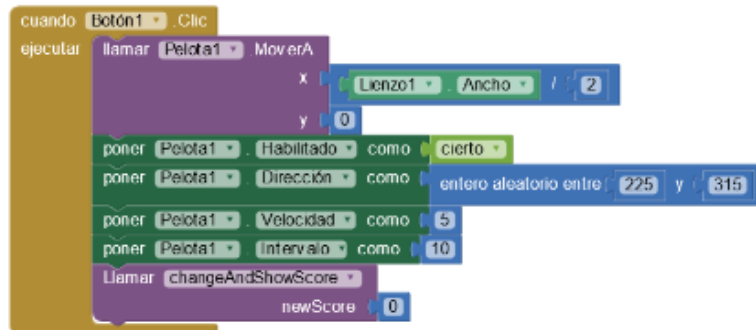 cuando Botón1 .Clic
ejecutar llamar Pelota1 .MoverA
x Lienzo1 . Ancho / 2
y 0
poner Pelota1 . Habilitado como cierto
poner Pelota1 . Dirección como entero aleatorio entre 225 y 315
poner Pelota1 . Velocidad como 5
poner Pelota1 . Intervalo como 10
Llamar changeAndShowScore
newScore 0